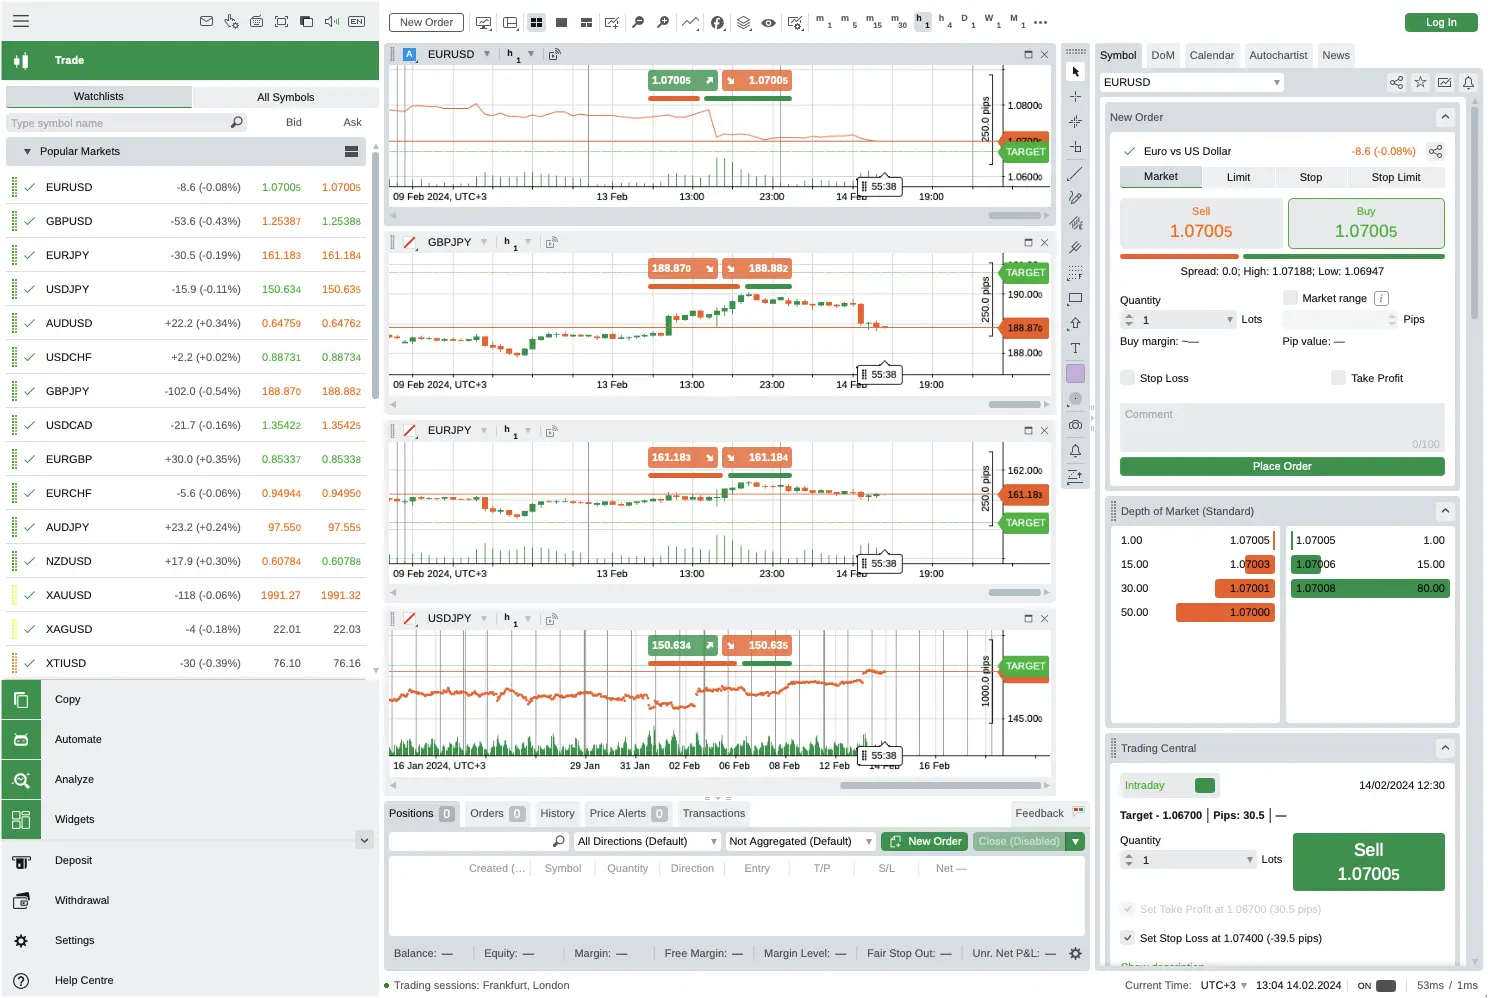 EN
Trade
Watchlists
All Symbols
Type symbol name
Bid
Ask
Popular Markets
EURUSD -8.6 (-0.08%) 1.07005 1.07005
GBPUSD -53.6 (-0.43%) 1.25387 1.25388
EURJPY -30.5 (-0.19%) 161.183 161.184
USDJPY -15.9 (-0.11%) 150.634 150.635
AUDUSD +22.2 (+0.34%) 0.64759 0.64762
USDCHF +2.2 (+0.02%) 0.88731 0.88734
GBPJPY -102.0 (-0.54%) 188.870 188.882
USDCAD -21.7 (-0.16%) 1.35422 1.35425
EURGBP +30.0 (+0.35%) 0.85337 0.85338
EURCHF -5.6 (-0.06%) 0.94944 0.94950
AUDJPY +23.2 (+0.24%) 97.550 97.555
NZDUSD +17.9 (+0.30%) 0.60784 0.60788
XAUUSD -118 (-0.06%) 1991.27 1991.32
XAGUSD -4 (-0.18%) 22.01 22.03
XTIUSD -30 (-0.39%) 76.10 76.16
Copy
Automate
Analyze
Widgets
Deposit
Withdrawal
Settings
Help Centre
New Order
m1 m5 m15 m30 h1 h4 D1 W1 M1
Log In
A EURUSD h1
1.07005 1.07005
250.0 pips
1.0800
TARGET
1.0600
55:38
09 Feb 2024, UTC+3 13 Feb 13:00 23:00 14 Feb 19:00
GBPJPY h1
188.870 188.882
250.0 pips
TARGET
190.00
188.870
188.00
55:38
09 Feb 2024, UTC+3 13 Feb 13:00 23:00 14 Feb 19:00
EURJPY h1
161.183 161.184
250.0 pips
162.00
161.183
TARGET
55:38
09 Feb 2024, UTC+3 13 Feb 13:00 23:00 14 Feb 19:00
USDJPY h1
150.634 150.635
1000.0 pips
TARGET
145.00
55:38
16 Jan 2024, UTC+3 29 Jan 31 Jan 02 Feb 06 Feb 08 Feb 12 Feb 14 Feb 16 Feb
Positions 0 Orders 0 History Price Alerts 0 Transactions Feedback
All Directions (Default) Not Aggregated (Default) New Order Close (Disabled)
Created (... Symbol Quantity Direction Entry T/P S/L Net —
Balance: — Equity: — Margin: — Free Margin: — Margin Level: — Fair Stop Out: — Unr. Net P&L: —
T
Symbol DoM Calendar Autochartist News
EURUSD
New Order
Euro vs US Dollar -8.6 (-0.08%)
Market Limit Stop Stop Limit
Sell Buy
1.07005 1.07005
Spread: 0.0; High: 1.07188; Low: 1.06947
Quantity Market range i
1 Lots Pips
Buy margin: ~— Pip value: —
Stop Loss Take Profit
Comment
0/100
Place Order
Depth of Market (Standard)
1.00 1.07005 1.07005 1.00
15.00 1.07003 1.07006 15.00
30.00 1.07001 1.07008 80.00
50.00 1.07000
Trading Central
Intraday 14/02/2024 12:30
Target - 1.06700 | Pips: 30.5 | —
Quantity
1 Lots
Sell
1.07005
Set Take Profit at 1.06700 (30.5 pips)
Set Stop Loss at 1.07400 (-39.5 pips)
Show description
Trading sessions: Frankfurt, London
Current Time: UTC+3 13:04 14.02.2024 ON 53ms / 1ms